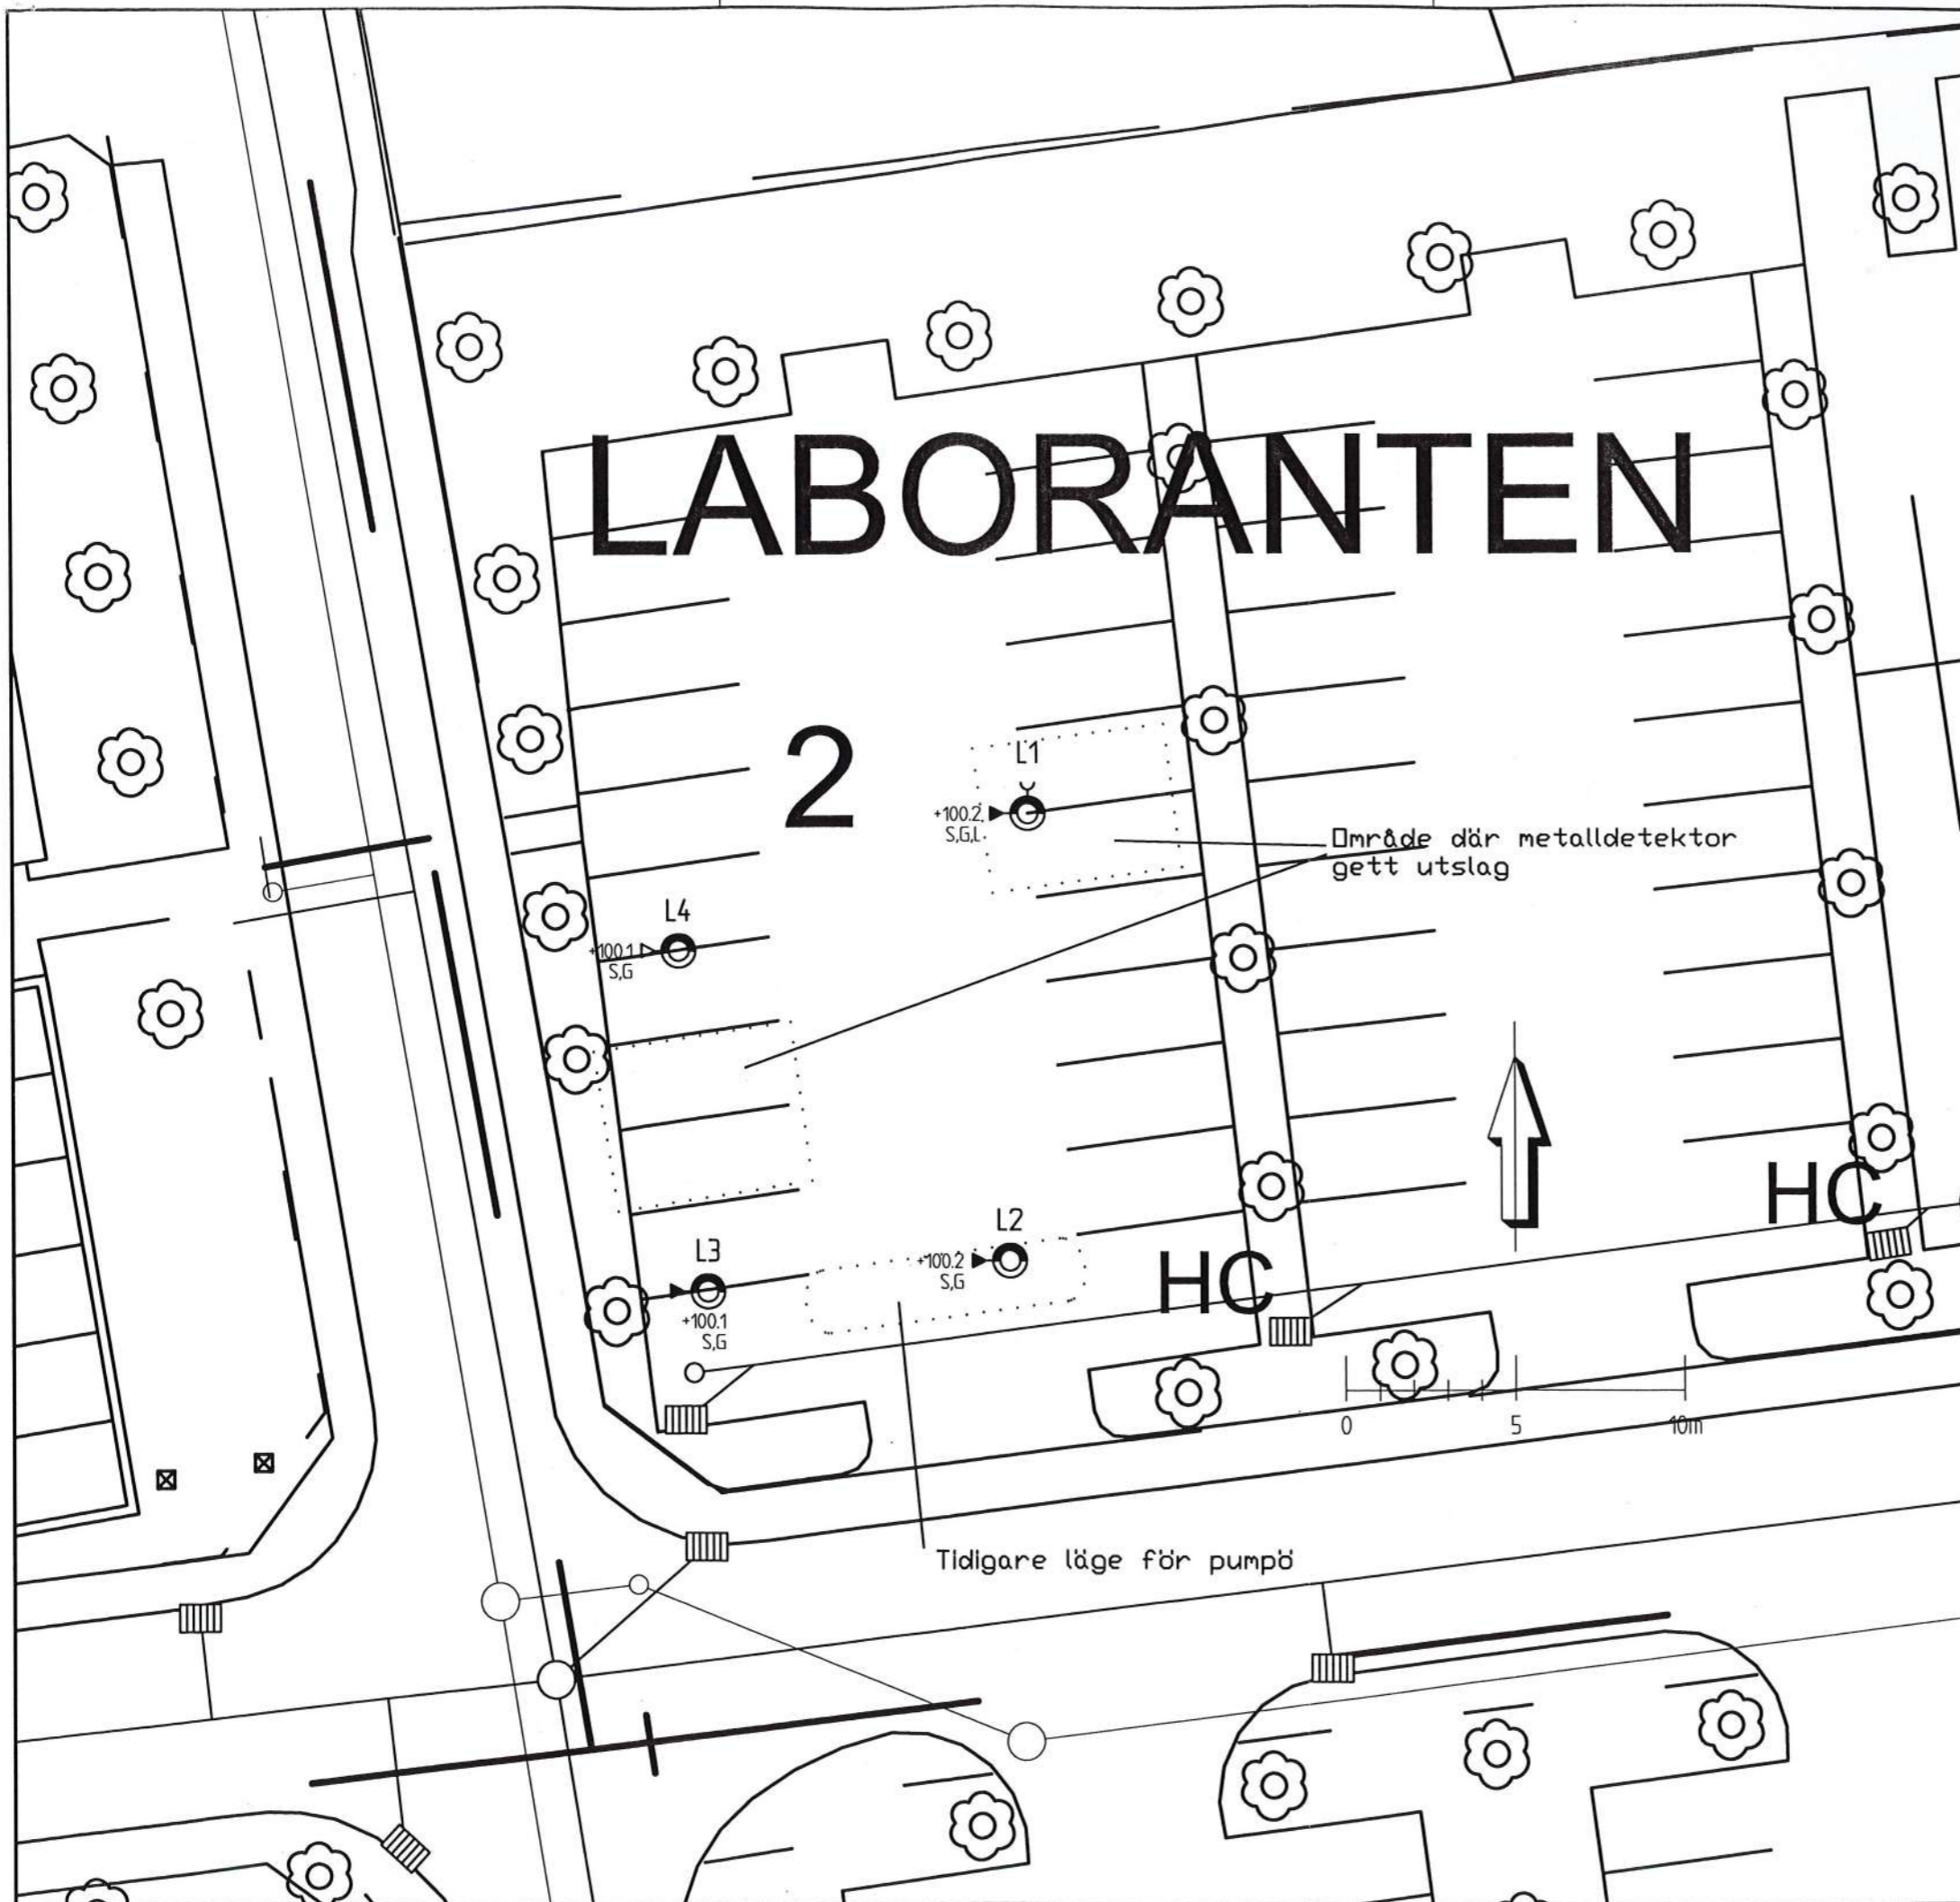 LABORANTEN
2
L1
+100.2
S,G,L
Område där metalldetektor
gett utslag
L4
+100.1
S,G
HC
L2
+100.2
S,G
L3
+100.1
S,G
HC
0 5 10m
Tidigare läge för pumpö